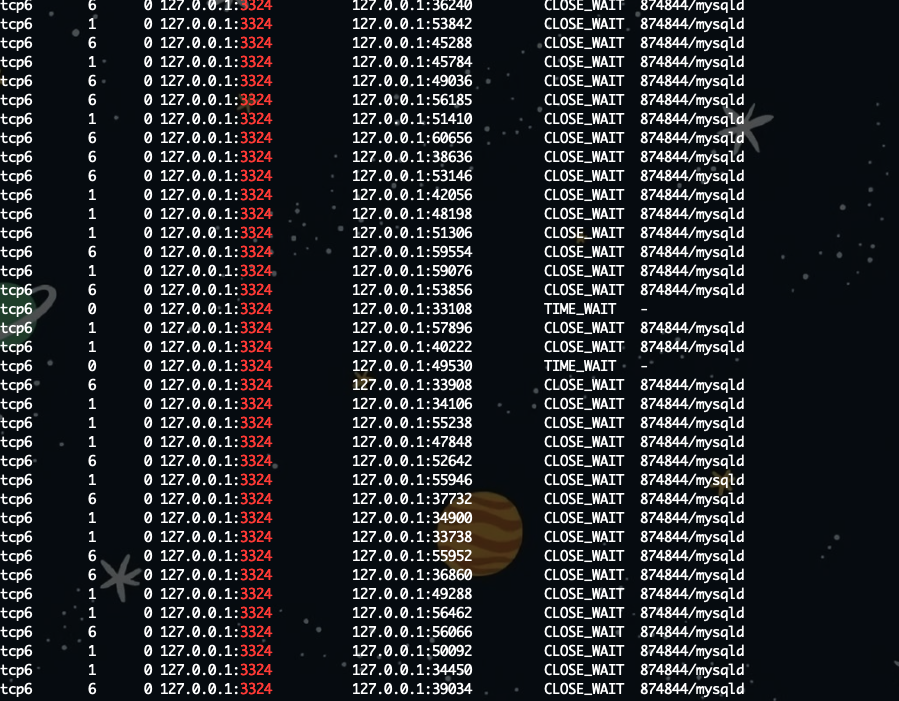 tcp6 6 0 127.0.0.1:3324 127.0.0.1:36240 CLOSE_WAIT 874844/mysqld
tcp6 1 0 127.0.0.1:3324 127.0.0.1:53842 CLOSE_WAIT 874844/mysqld
tcp6 6 0 127.0.0.1:3324 127.0.0.1:45288 CLOSE_WAIT 874844/mysqld
tcp6 1 0 127.0.0.1:3324 127.0.0.1:45784 CLOSE_WAIT 874844/mysqld
tcp6 6 0 127.0.0.1:3324 127.0.0.1:49036 CLOSE_WAIT 874844/mysqld
tcp6 6 0 127.0.0.1:3324 127.0.0.1:56185 CLOSE_WAIT 874844/mysqld
tcp6 1 0 127.0.0.1:3324 127.0.0.1:51410 CLOSE_WAIT 874844/mysqld
tcp6 6 0 127.0.0.1:3324 127.0.0.1:60656 CLOSE_WAIT 874844/mysqld
tcp6 6 0 127.0.0.1:3324 127.0.0.1:38636 CLOSE_WAIT 874844/mysqld
tcp6 6 0 127.0.0.1:3324 127.0.0.1:53146 CLOSE_WAIT 874844/mysqld
tcp6 1 0 127.0.0.1:3324 127.0.0.1:42056 CLOSE_WAIT 874844/mysqld
tcp6 1 0 127.0.0.1:3324 127.0.0.1:48198 CLOSE_WAIT 874844/mysqld
tcp6 1 0 127.0.0.1:3324 127.0.0.1:51306 CLOSE_WAIT 874844/mysqld
tcp6 6 0 127.0.0.1:3324 127.0.0.1:59554 CLOSE_WAIT 874844/mysqld
tcp6 1 0 127.0.0.1:3324 127.0.0.1:59076 CLOSE_WAIT 874844/mysqld
tcp6 6 0 127.0.0.1:3324 127.0.0.1:53856 CLOSE_WAIT 874844/mysqld
tcp6 0 0 127.0.0.1:3324 127.0.0.1:33108 TIME_WAIT -
tcp6 1 0 127.0.0.1:3324 127.0.0.1:57896 CLOSE_WAIT 874844/mysqld
tcp6 1 0 127.0.0.1:3324 127.0.0.1:40222 CLOSE_WAIT 874844/mysqld
tcp6 0 0 127.0.0.1:3324 127.0.0.1:49530 TIME_WAIT -
tcp6 6 0 127.0.0.1:3324 127.0.0.1:33908 CLOSE_WAIT 874844/mysqld
tcp6 1 0 127.0.0.1:3324 127.0.0.1:34106 CLOSE_WAIT 874844/mysqld
tcp6 1 0 127.0.0.1:3324 127.0.0.1:55238 CLOSE_WAIT 874844/mysqld
tcp6 1 0 127.0.0.1:3324 127.0.0.1:47848 CLOSE_WAIT 874844/mysqld
tcp6 6 0 127.0.0.1:3324 127.0.0.1:52642 CLOSE_WAIT 874844/mysqld
tcp6 1 0 127.0.0.1:3324 127.0.0.1:55946 CLOSE_WAIT 874844/mysqld
tcp6 6 0 127.0.0.1:3324 127.0.0.1:37732 CLOSE_WAIT 874844/mysqld
tcp6 1 0 127.0.0.1:3324 127.0.0.1:34900 CLOSE_WAIT 874844/mysqld
tcp6 1 0 127.0.0.1:3324 127.0.0.1:33738 CLOSE_WAIT 874844/mysqld
tcp6 6 0 127.0.0.1:3324 127.0.0.1:55952 CLOSE_WAIT 874844/mysqld
tcp6 6 0 127.0.0.1:3324 127.0.0.1:36860 CLOSE_WAIT 874844/mysqld
tcp6 1 0 127.0.0.1:3324 127.0.0.1:49288 CLOSE_WAIT 874844/mysqld
tcp6 1 0 127.0.0.1:3324 127.0.0.1:56462 CLOSE_WAIT 874844/mysqld
tcp6 6 0 127.0.0.1:3324 127.0.0.1:56066 CLOSE_WAIT 874844/mysqld
tcp6 1 0 127.0.0.1:3324 127.0.0.1:50092 CLOSE_WAIT 874844/mysqld
tcp6 1 0 127.0.0.1:3324 127.0.0.1:34450 CLOSE_WAIT 874844/mysqld
tcp6 6 0 127.0.0.1:3324 127.0.0.1:39034 CLOSE_WAIT 874844/mysqld